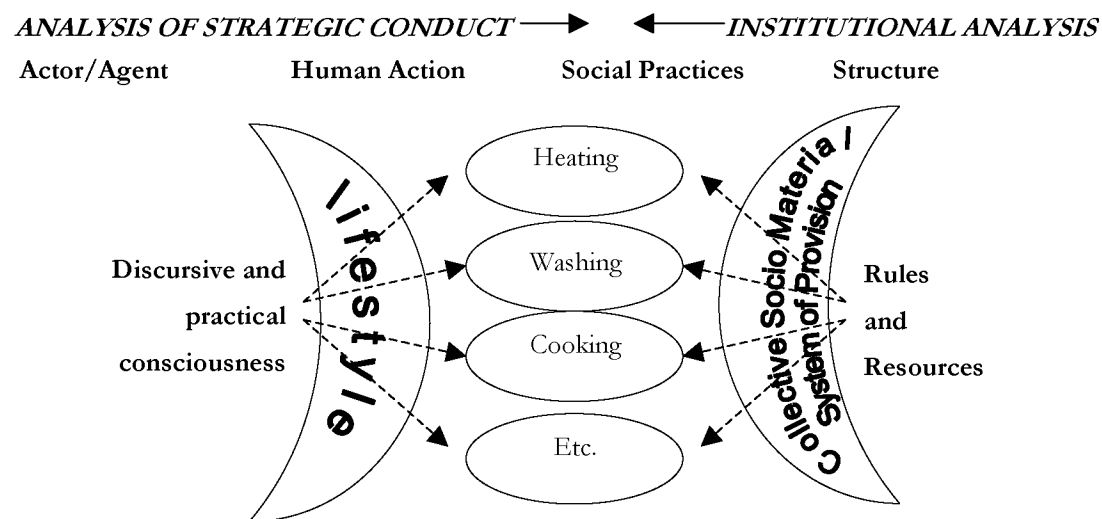 ANALYSIS OF STRATEGIC CONDUCT INSTITUTIONAL ANALYSIS
Actor/Agent Human Action Social Practices Structure
lifestyle
Discursive and
practical
consciousness
Heating
Washing
Cooking
Etc.
Collective Socio Material
System of Provision
Rules
and
Resources